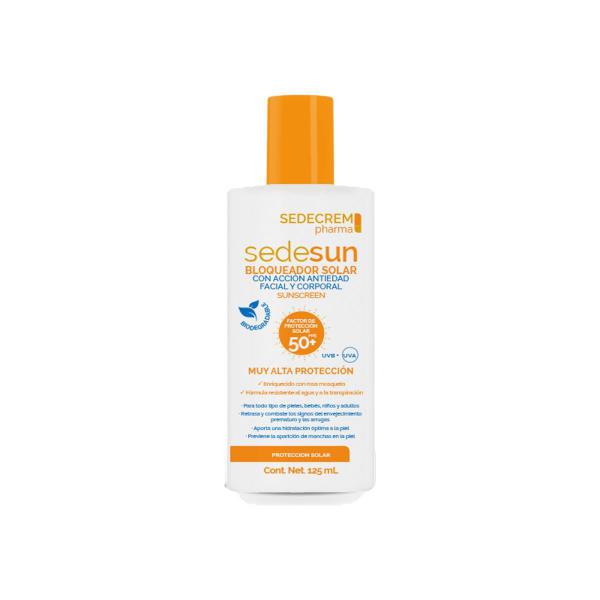 SEDECREM
pharma
sedesun
BLOQUEADOR SOLAR
CON ACCIÓN ANTIEDAD
FACIAL Y CORPORAL
SUNSCREEN
BIODEGRADABLE
FACTOR DE
PROTECCIÓN
SOLAR
50+ FPS
UVB + UVA
MUY ALTA PROTECCIÓN
✓ Enriquecido con rosa mosqueta
✓ Fórmula resistente al agua y a la transpiración
· Para todo tipo de pieles, bebés, niños y adultos
· Retrasa y combate los signos del envejecimiento
prematuro y las arrugas
· Aporta una hidratación óptima a la piel
· Previene la aparición de manchas en la piel
PROTECCION SOLAR
Cont. Net. 125 mL